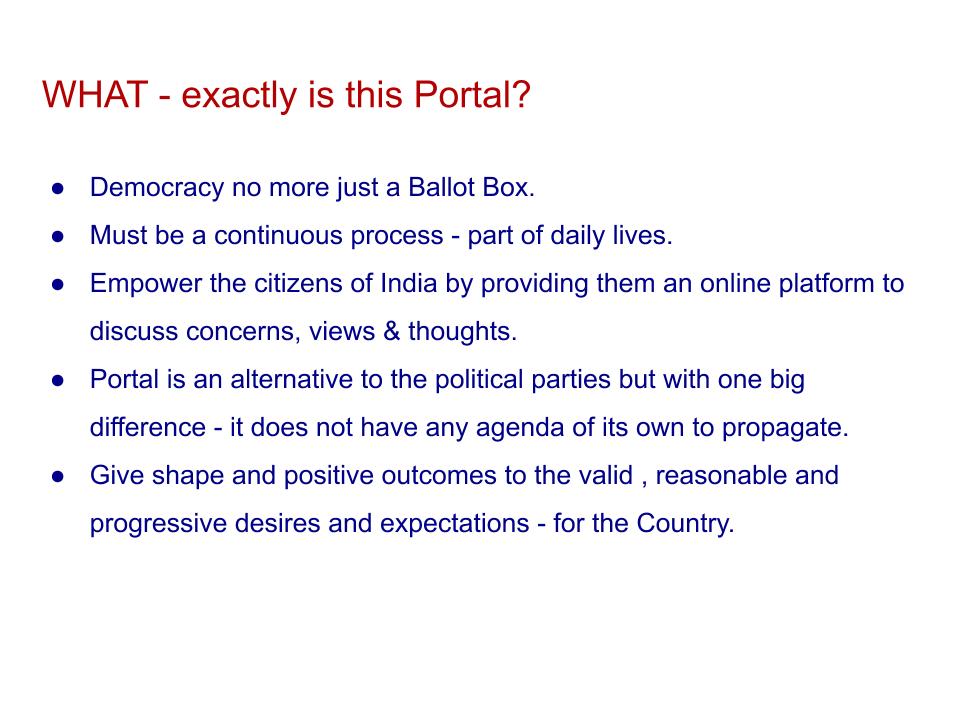 WHAT - exactly is this Portal?
● Democracy no more just a Ballot Box.
● Must be a continuous process - part of daily lives.
● Empower the citizens of India by providing them an online platform to
discuss concerns, views & thoughts.
● Portal is an alternative to the political parties but with one big
difference - it does not have any agenda of its own to propagate.
● Give shape and positive outcomes to the valid , reasonable and
progressive desires and expectations - for the Country.